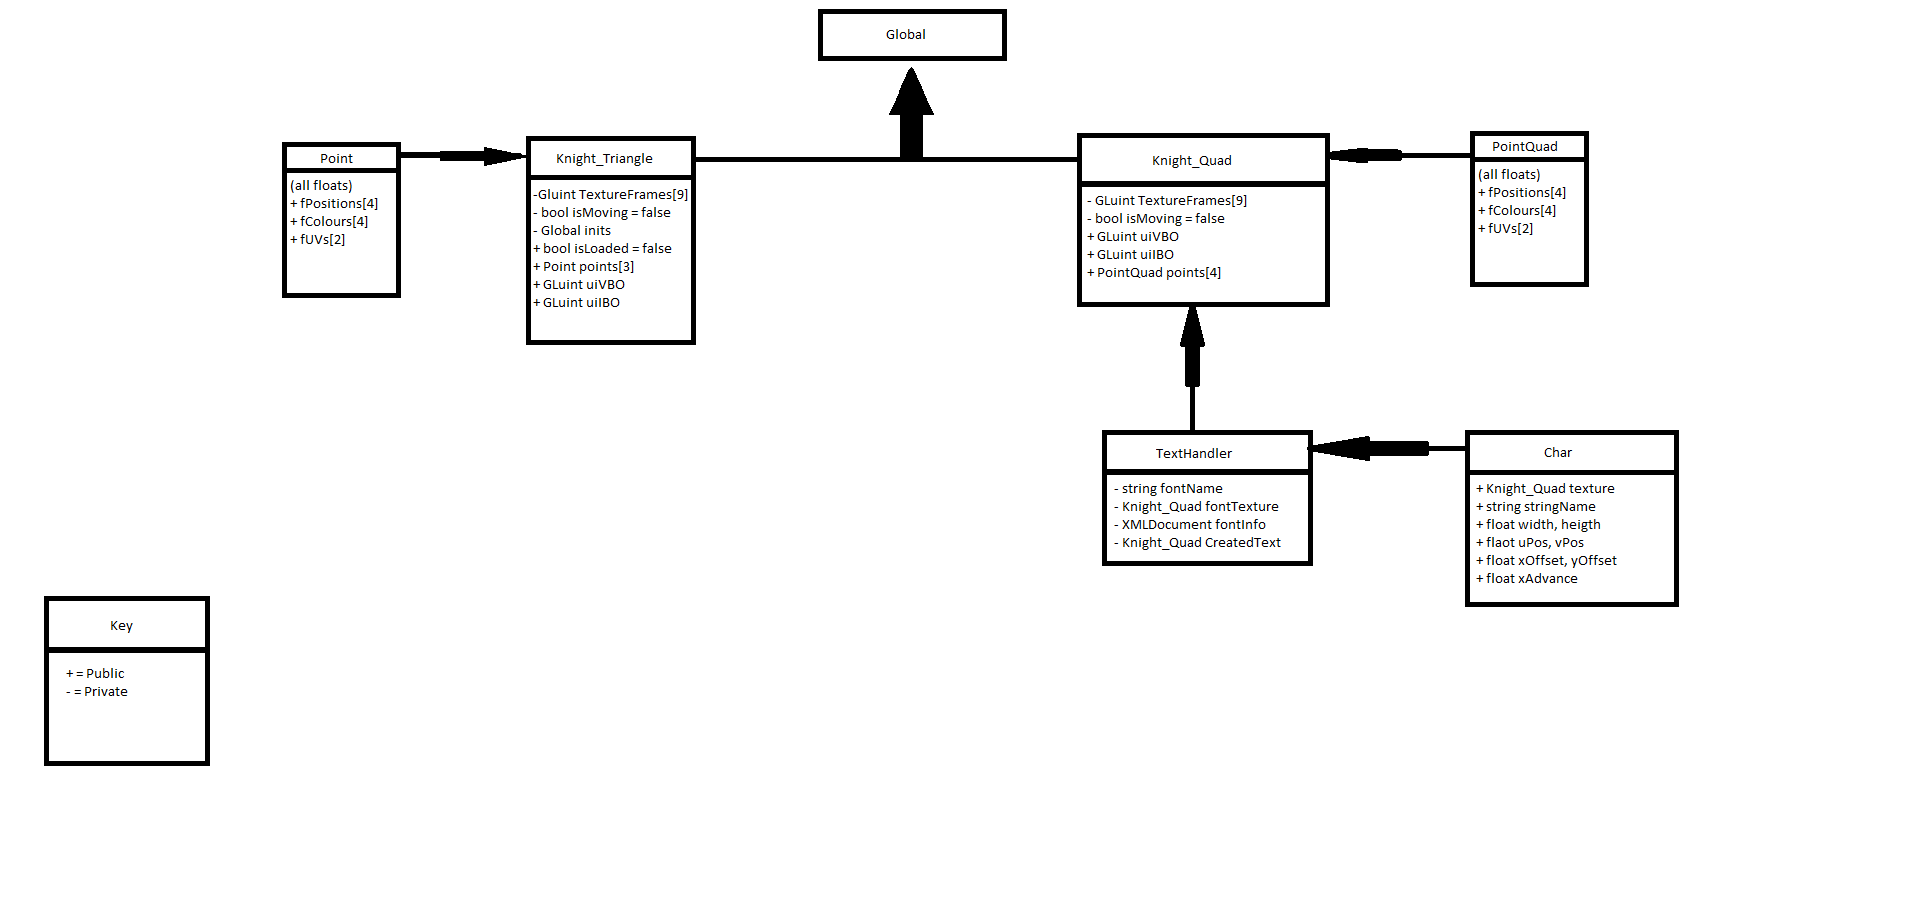 Global
Point
(all floats)
+ fPositions[4]
+ fColours[4]
+ fUVs[2]
Knight_Triangle
-Gluint TextureFrames[9]
- bool isMoving = false
- Global inits
+ bool isLoaded = false
+ Point points[3]
+ GLuint uiVBO
+ GLuint uiIBO
Knight_Quad
- GLuint TextureFrames[9]
- bool isMoving = false
+ GLuint uiVBO
+ GLuint uiIBO
+ PointQuad points[4]
PointQuad
(all floats)
+ fPositions[4]
+ fColours[4]
+ fUVs[2]
TextHandler
- string fontName
- Knight_Quad fontTexture
- XMLDocument fontInfo
- Knight_Quad CreatedText
Char
+ Knight_Quad texture
+ string stringName
+ float width, heigth
+ flaot uPos, vPos
+ float xOffset, yOffset
+ float xAdvance
Key
+ = Public
- = Private